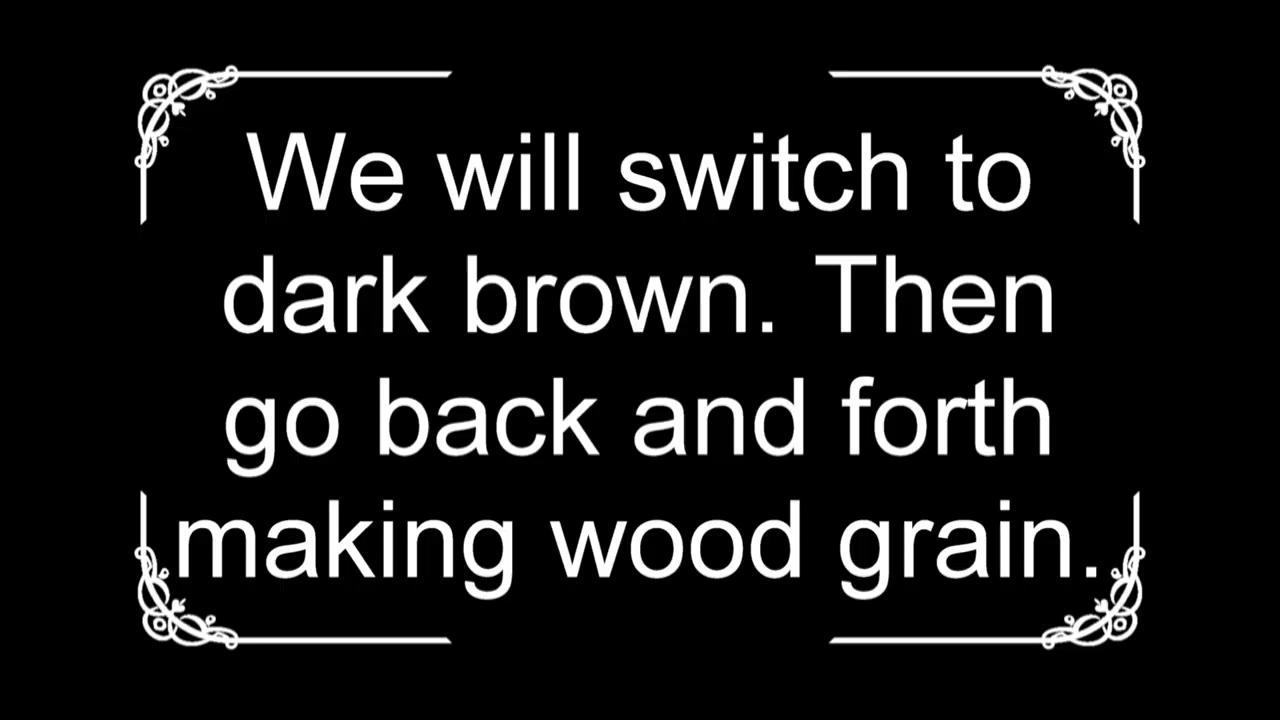 We will switch to
dark brown. Then
go back and forth
making wood grain.